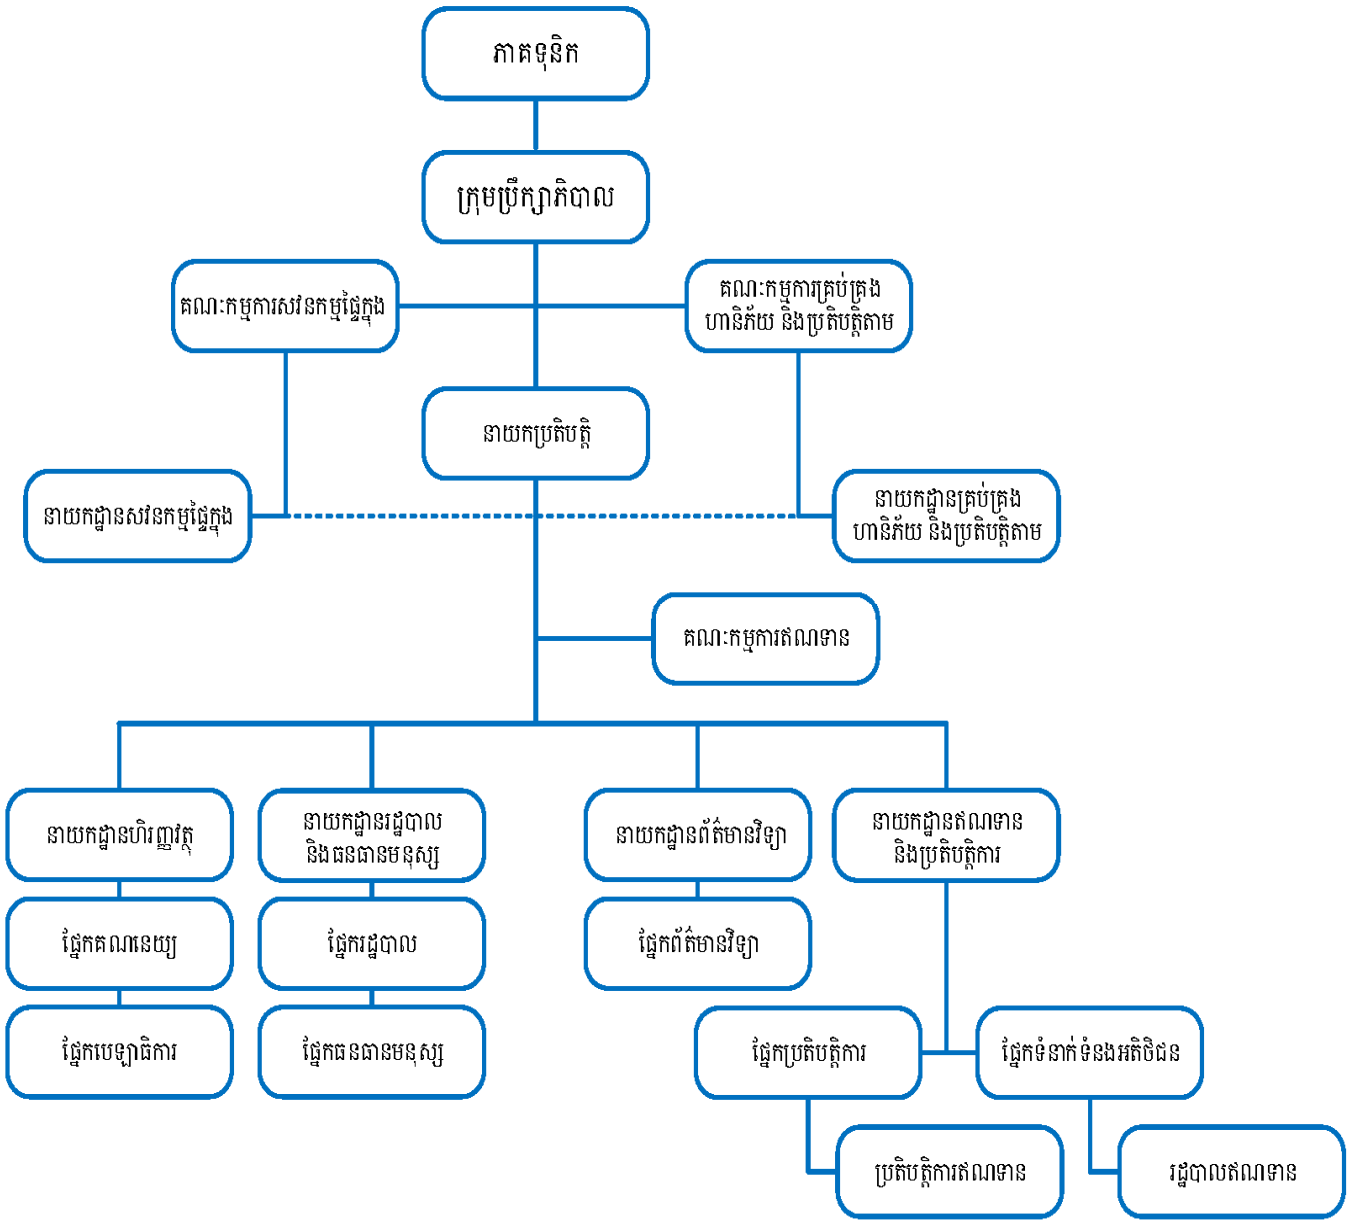 ភាគទុនិក
ក្រុមប្រឹក្សាភិបាល
គណៈកម្មការសវនកម្មផ្ទៃក្នុង
គណៈកម្មការគ្រប់គ្រង
ហានិភ័យ និងប្រតិបត្តិតាម
នាយកប្រតិបត្តិ
នាយកដ្ឋានសវនកម្មផ្ទៃក្នុង
នាយកដ្ឋានគ្រប់គ្រង
ហានិភ័យ និងប្រតិបត្តិតាម
គណៈកម្មការឥណទាន
នាយកដ្ឋានហិរញ្ញវត្ថុ
នាយកដ្ឋានរដ្ឋបាល
និងធនធានមនុស្ស
នាយកដ្ឋានព័ត៌មានវិទ្យា
នាយកដ្ឋានឥណទាន
និងប្រតិបត្តិការ
ផ្នែកគណនេយ្យ
ផ្នែករដ្ឋបាល
ផ្នែកព័ត៌មានវិទ្យា
ផ្នែកបេឡាធិការ
ផ្នែកធនធានមនុស្ស
ផ្នែកប្រតិបត្តិការ
ផ្នែកទំនាក់ទំនងអតិថិជន
ប្រតិបត្តិការឥណទាន
រដ្ឋបាលឥណទាន